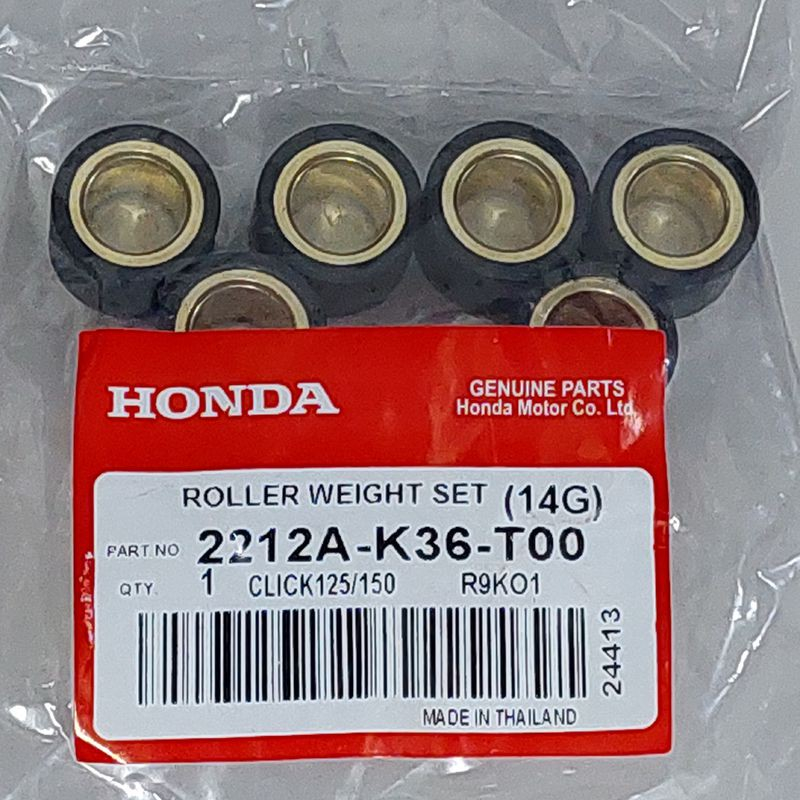 HONDA
GENUINE PARTS
Honda Motor Co. Ltd.
ROLLER WEIGHT SET (14G)
PART NO 2212A-K36-T00
QTY. 1 CLICK125/150 R9KO1
24413
MADE IN THAILAND